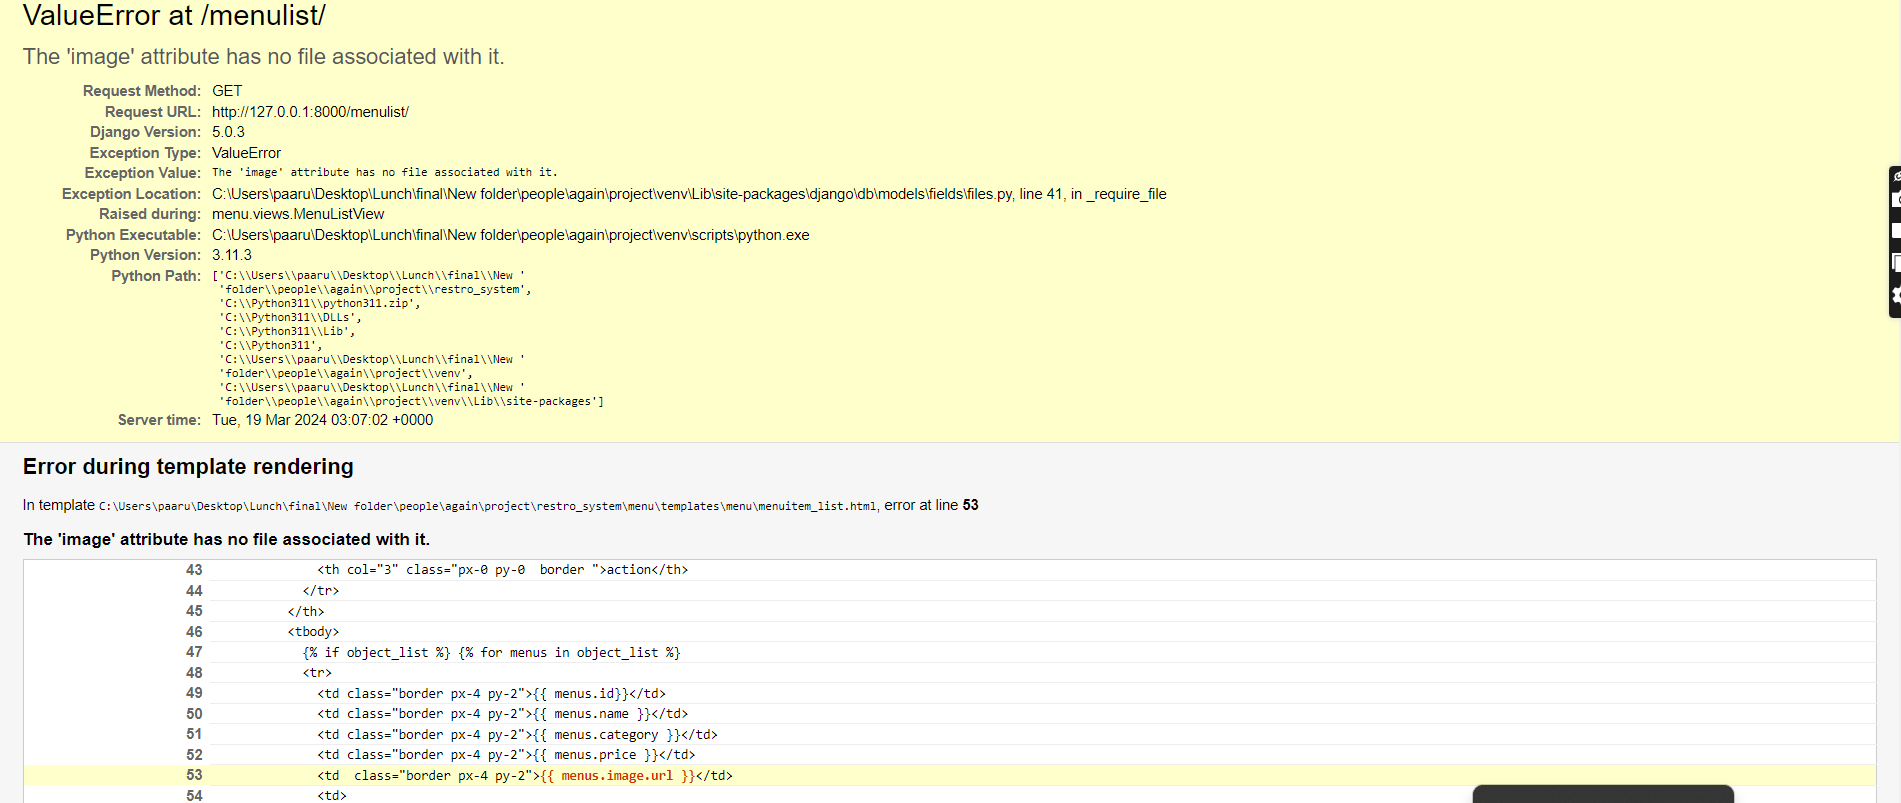 ValueError at /menulist/
The 'image' attribute has no file associated with it.
Request Method: GET
Request URL: http://127.0.0.1:8000/menulist/
Django Version: 5.0.3
Exception Type: ValueError
Exception Value: The 'image' attribute has no file associated with it.
Exception Location: C:\Users\paaru\Desktop\Lunch\final\New folder\people\again\project\venv\Lib\site-packages\django\db\models\fields\files.py, line 41, in _require_file
Raised during: menu.views.MenuListView
Python Executable: C:\Users\paaru\Desktop\Lunch\final\New folder\people\again\project\venv\scripts\python.exe
Python Version: 3.11.3
Python Path: ['C:\\Users\\paaru\\Desktop\\Lunch\\final\\New '
'folder\\people\\again\\project\\restro_system',
'C:\\Python311\\python311.zip',
'C:\\Python311\\DLLs',
'C:\\Python311\\Lib',
'C:\\Python311',
'C:\\Users\\paaru\\Desktop\\Lunch\\final\\New '
'folder\\people\\again\\project\\venv',
'C:\\Users\\paaru\\Desktop\\Lunch\\final\\New '
'folder\\people\\again\\project\\venv\\Lib\\site-packages']
Server time: Tue, 19 Mar 2024 03:07:02 +0000
Error during template rendering
In template C:\Users\paaru\Desktop\Lunch\final\New folder\people\again\project\restro_system\menu\templates\menu\menuitem_list.html, error at line 53
The 'image' attribute has no file associated with it.
43 <th col="3" class="px-0 py-0  border ">action</th>
44 </tr>
45 </th>
46 <tbody>
47 {% if object_list %} {% for menus in object_list %}
48 <tr>
49 <td class="border px-4 py-2">{{ menus.id}}</td>
50 <td class="border px-4 py-2">{{ menus.name }}</td>
51 <td class="border px-4 py-2">{{ menus.category }}</td>
52 <td class="border px-4 py-2">{{ menus.price }}</td>
53 <td  class="border px-4 py-2">{{ menus.image.url }}</td>
54 <td>